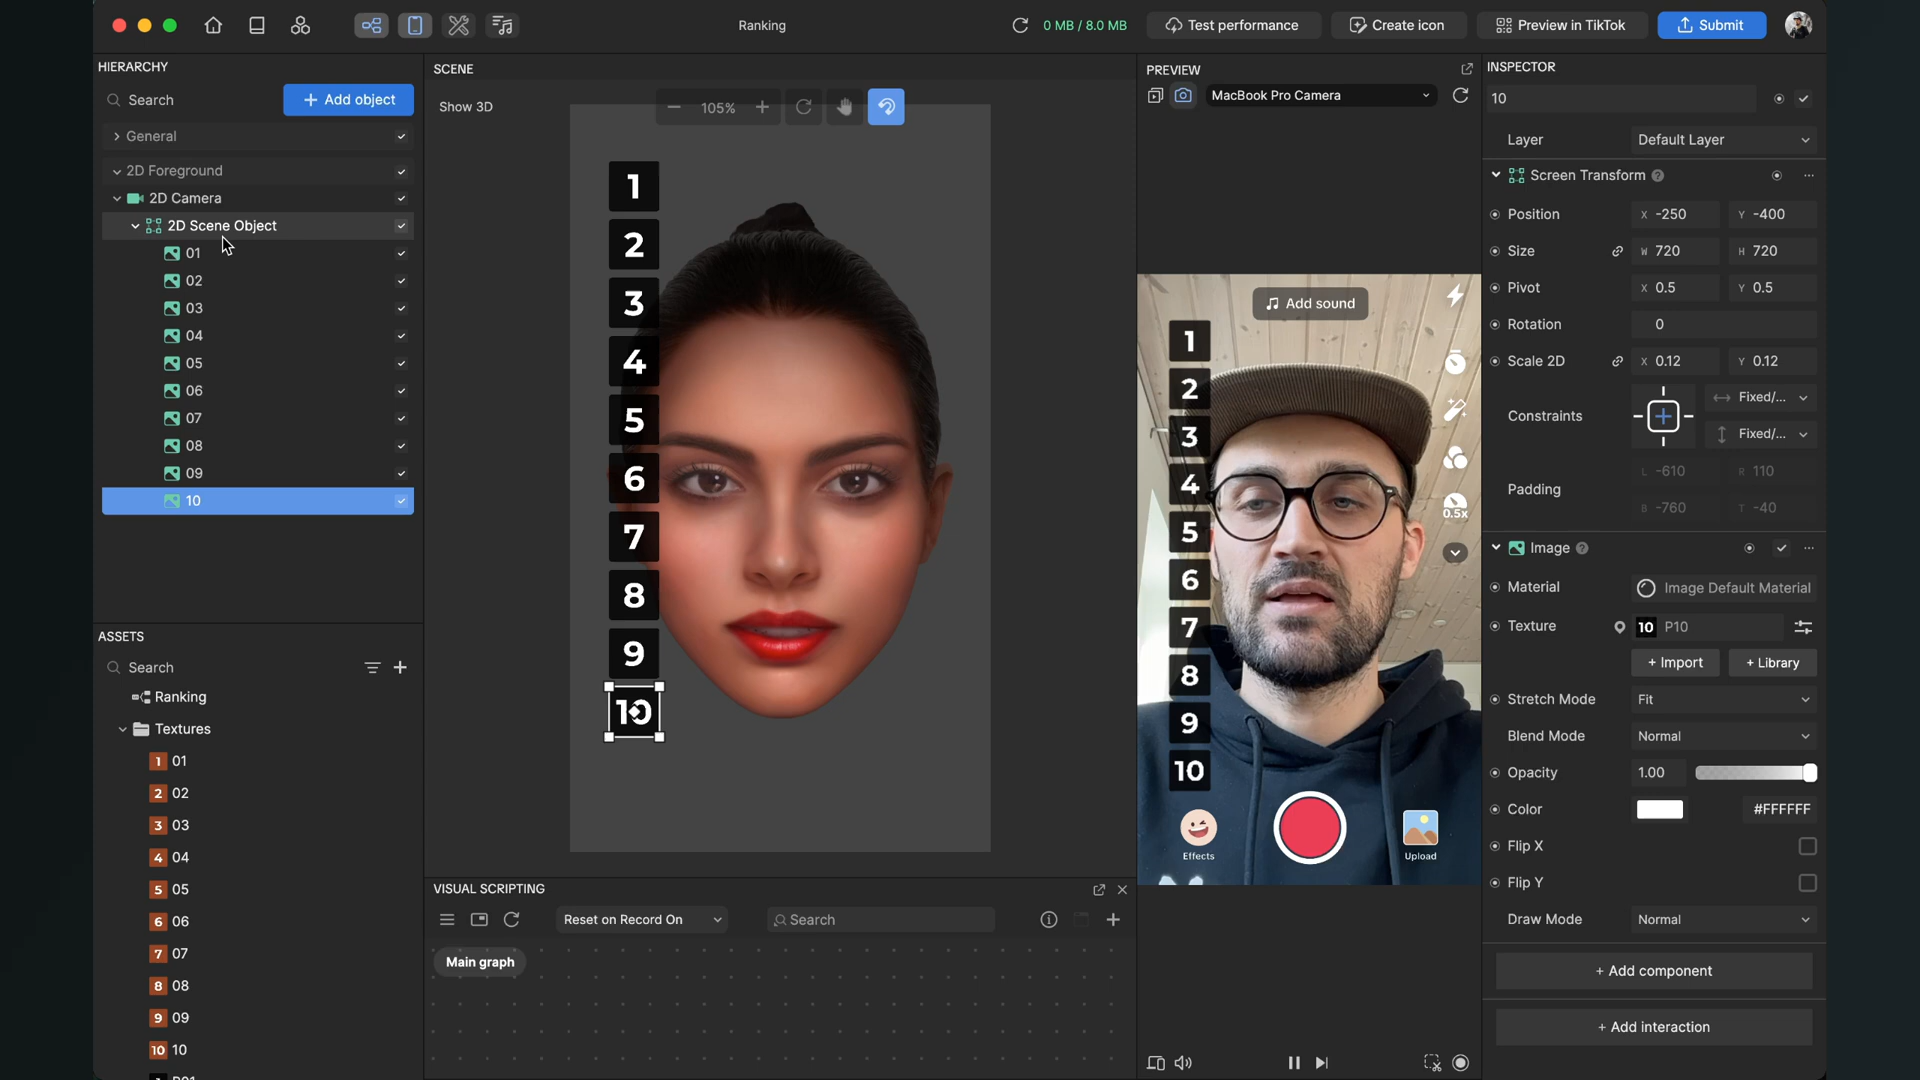 Ranking
0 MB / 8.0 MB
Test performance
Create icon
Preview in TikTok
Submit
HIERARCHY
Search
+ Add object
General
2D Foreground
2D Camera
2D Scene Object
01
02
03
04
05
06
07
08
09
10
ASSETS
Search
Ranking
Textures
1 01
2 02
3 03
4 04
5 05
6 06
7 07
8 08
9 09
10 10
SCENE
Show 3D
105%
1
2
3
4
5
6
7
8
9
10
VISUAL SCRIPTING
Reset on Record On
Search
Main graph
PREVIEW
MacBook Pro Camera
Add sound
1
2
3
4
5
6
7
8
9
10
0.5x
Effects
Upload
INSPECTOR
10
Layer Default Layer
Screen Transform
Position X -250 Y -400
Size W 720 H 720
Pivot X 0.5 Y 0.5
Rotation 0
Scale 2D X 0.12 Y 0.12
Constraints Fixed/...
Fixed/...
Padding L -610 R 110
B -760 T -40
Image
Material Image Default Material
Texture 10 P10
+ Import + Library
Stretch Mode Fit
Blend Mode Normal
Opacity 1.00
Color #FFFFFF
Flip X
Flip Y
Draw Mode Normal
+ Add component
+ Add interaction